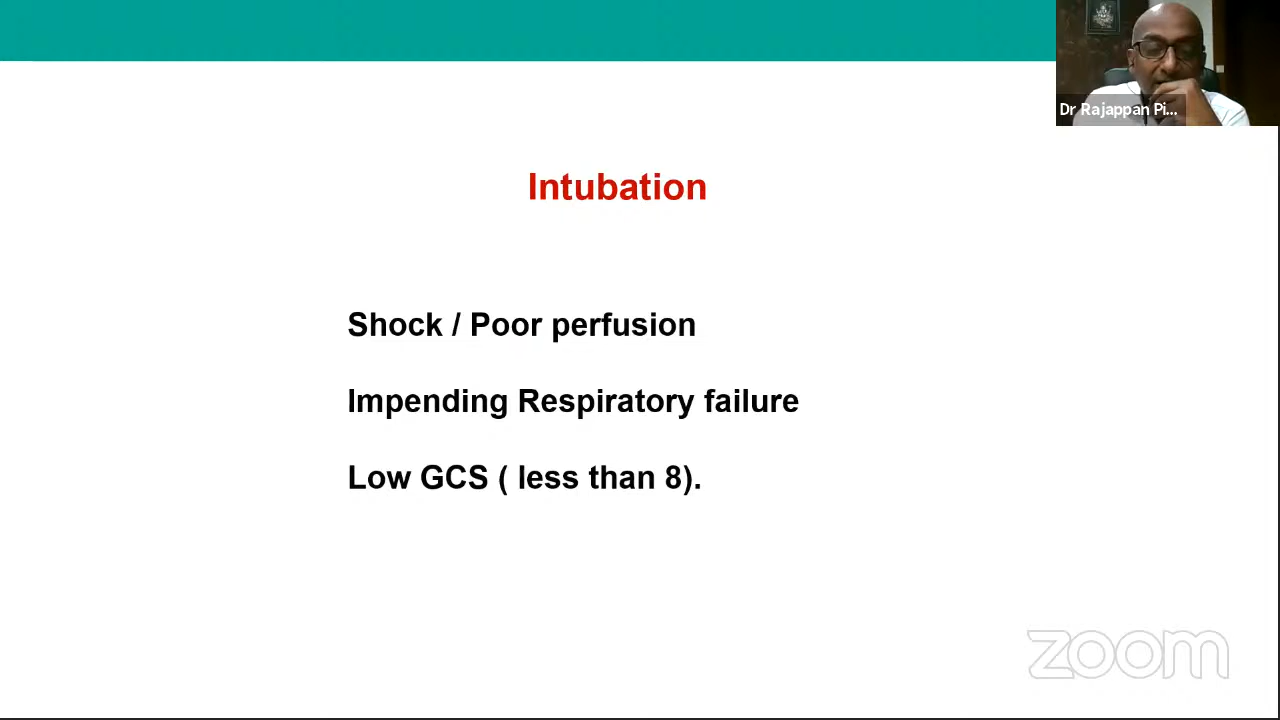 Dr Rajappan Pi...
Intubation
Shock / Poor perfusion
Impending Respiratory failure
Low GCS ( less than 8).
zoom